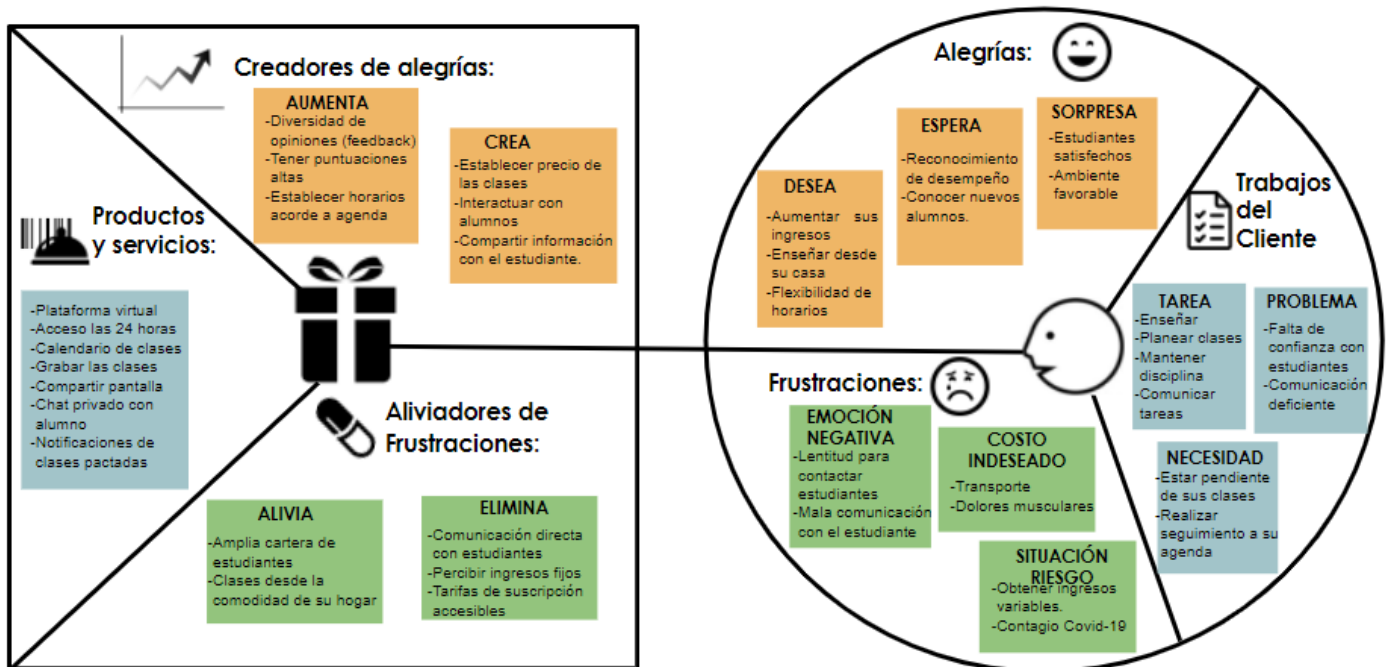 Creadores de alegrías:
AUMENTA
-Diversidad de
opiniones (feedback)
-Tener puntuaciones
altas
-Establecer horarios
acorde a agenda
CREA
-Establecer precio de
las clases
-Interactuar con
alumnos
-Compartir información
con el estudiante.
Productos
y servicios:
-Plataforma virtual
-Acceso las 24 horas
-Calendario de clases
-Grabar las clases
-Compartir pantalla
-Chat privado con
alumno
-Notificaciones de
clases pactadas
Aliviadores de
Frustraciones:
ALIVIA
-Amplia cartera de
estudiantes
-Clases desde la
comodidad de su hogar
ELIMINA
-Comunicación directa
con estudiantes
-Percibir ingresos fijos
-Tarifas de suscripción
accesibles
Alegrías:
DESEA
-Aumentar sus
ingresos
-Enseñar desde
su casa
-Flexibilidad de
horarios
ESPERA
-Reconocimiento
de desempeño
-Conocer nuevos
alumnos.
SORPRESA
-Estudiantes
satisfechos
-Ambiente
favorable
Trabajos
del
Cliente
TAREA
-Enseñar
-Planear clases
-Mantener
disciplina
-Comunicar
tareas
PROBLEMA
-Falta de
confianza con
estudiantes
-Comunicación
deficiente
NECESIDAD
-Estar pendiente
de sus clases
-Realizar
seguimiento a su
agenda
Frustraciones:
EMOCIÓN
NEGATIVA
-Lentitud para
contactar
estudiantes
-Mala comunicación
con el estudiante
COSTO
INDESEADO
-Transporte
-Dolores musculares
SITUACIÓN
RIESGO
-Obtener ingresos
variables.
-Contagio Covid-19